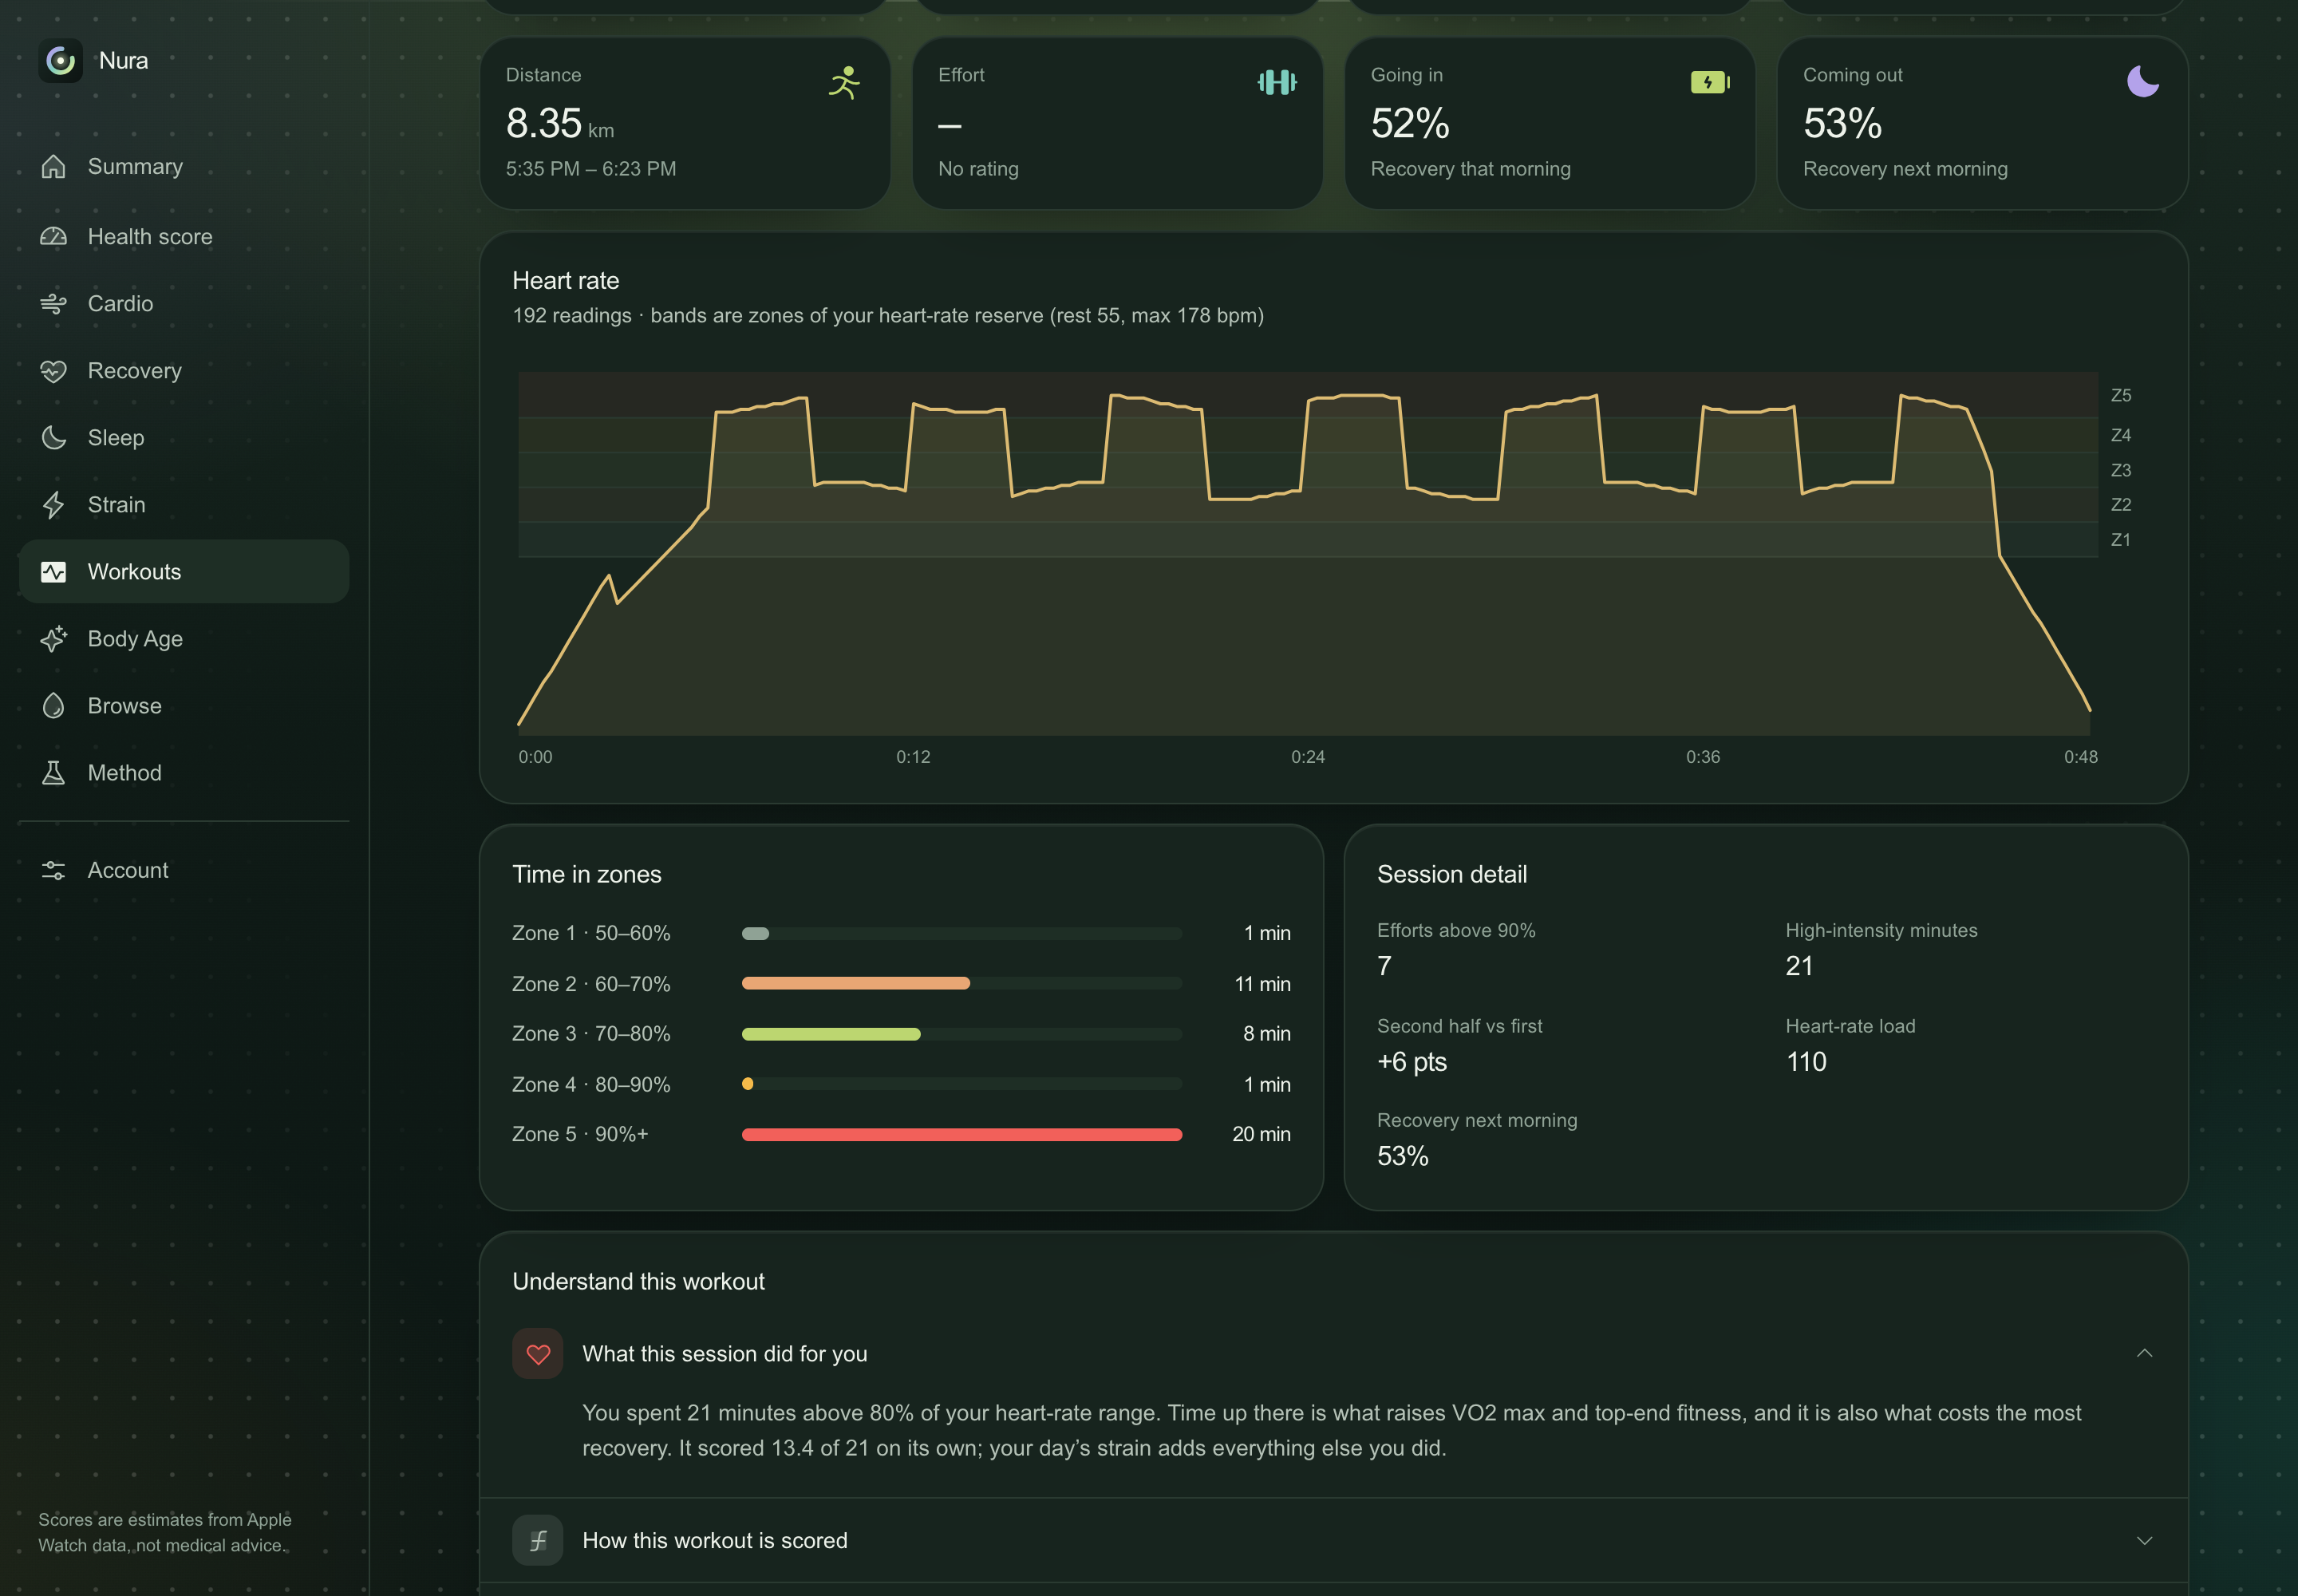 Nura
Summary
Health score
Cardio
Recovery
Sleep
Strain
Workouts
Body Age
Browse
Method
Account
Scores are estimates from Apple
Watch data, not medical advice.
Distance
8.35 km
5:35 PM – 6:23 PM
Effort
–
No rating
Going in
52%
Recovery that morning
Coming out
53%
Recovery next morning
Heart rate
192 readings · bands are zones of your heart-rate reserve (rest 55, max 178 bpm)
Z5
Z4
Z3
Z2
Z1
0:00
0:12
0:24
0:36
0:48
Time in zones
Zone 1 · 50–60%
1 min
Zone 2 · 60–70%
11 min
Zone 3 · 70–80%
8 min
Zone 4 · 80–90%
1 min
Zone 5 · 90%+
20 min
Session detail
Efforts above 90%
7
High-intensity minutes
21
Second half vs first
+6 pts
Heart-rate load
110
Recovery next morning
53%
Understand this workout
What this session did for you
You spent 21 minutes above 80% of your heart-rate range. Time up there is what raises VO2 max and top-end fitness, and it is also what costs the most
recovery. It scored 13.4 of 21 on its own; your day’s strain adds everything else you did.
How this workout is scored